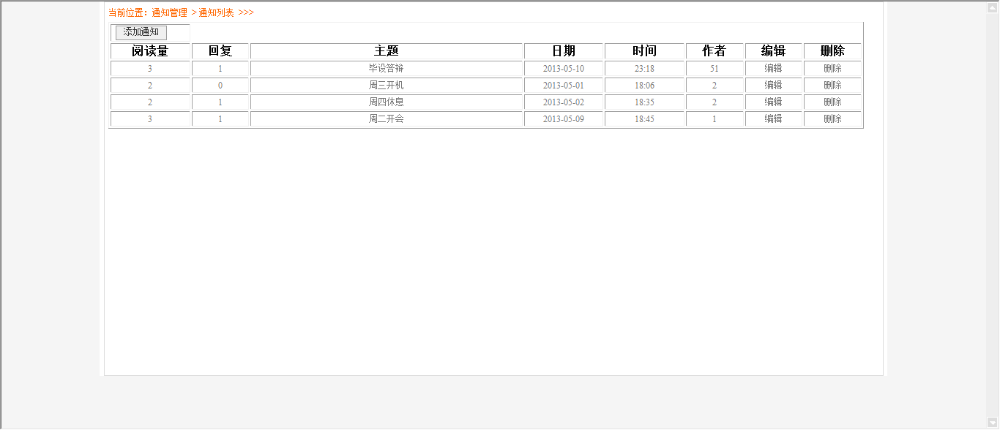 当前位置：通知管理 > 通知列表 >>>
添加通知
阅读量 回复 主题 日期 时间 作者 编辑 删除
3 1 毕设答辩 2013-05-10 23:18 51 编辑 删除
2 0 周三开机 2013-05-01 18:06 2 编辑 删除
2 1 周四休息 2013-05-02 18:35 2 编辑 删除
3 1 周二开会 2013-05-09 18:45 1 编辑 删除